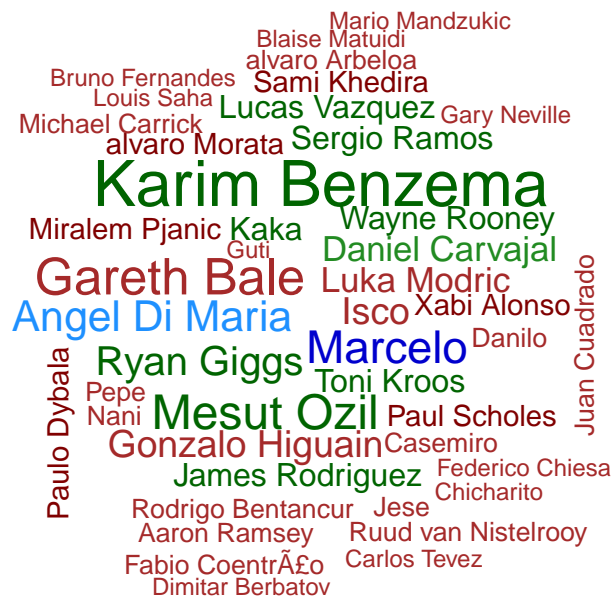 Mario Mandzukic
Blaise Matuidi
alvaro Arbeloa
Bruno Fernandes
Sami Khedira
Louis Saha
Lucas Vazquez
Gary Neville
Michael Carrick
alvaro Morata
Sergio Ramos
Karim Benzema
Wayne Rooney
Miralem Pjanic
Kaka
Guti
Daniel Carvajal
Gareth Bale
Luka Modric
Juan Cuadrado
Isco
Xabi Alonso
Angel Di Maria
Marcelo
Danilo
Ryan Giggs
Toni Kroos
Paulo Dybala
Pepe
Nani
Mesut Ozil
Paul Scholes
Gonzalo Higuain
Casemiro
James Rodriguez
Federico Chiesa
Chicharito
Rodrigo Bentancur
Jese
Aaron Ramsey
Ruud van Nistelrooy
Fabio CoentrÃ£o
Carlos Tevez
Dimitar Berbatov